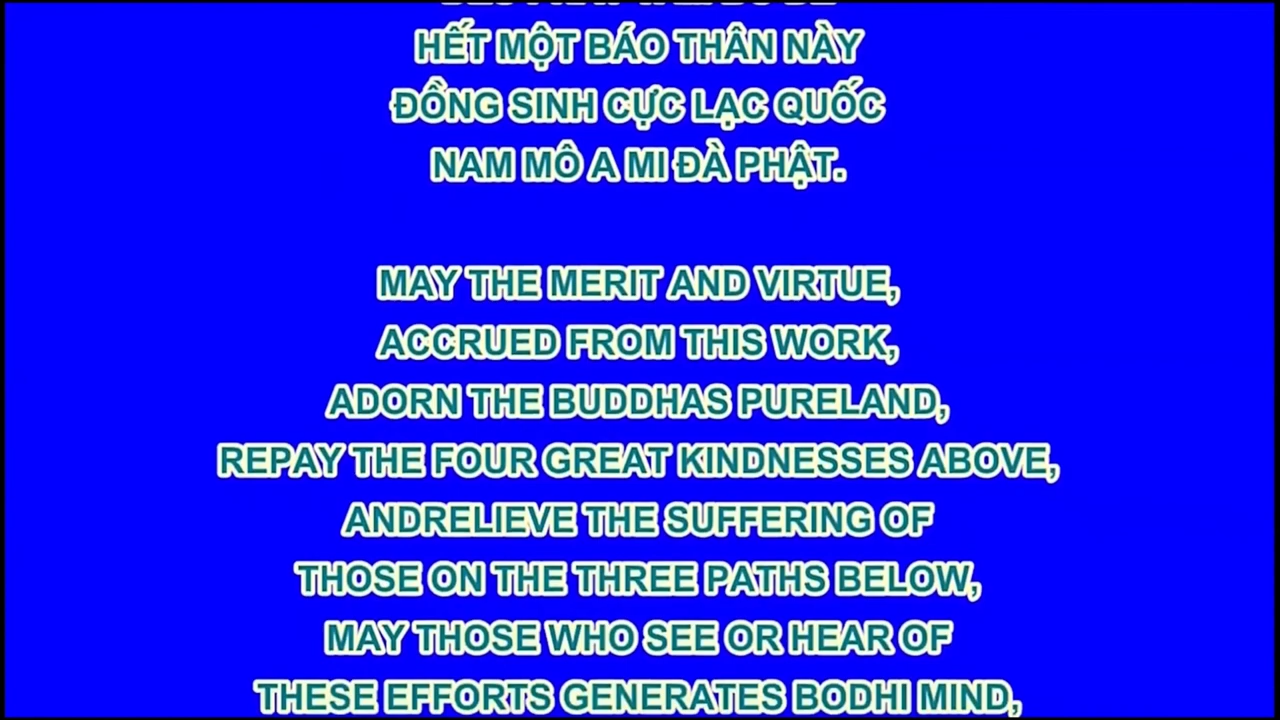 HẾT MỘT BÁO THÂN NÀY
ĐỒNG SINH CỰC LẠC QUỐC
NAM MÔ A MI ĐÀ PHẬT.
MAY THE MERIT AND VIRTUE,
ACCRUED FROM THIS WORK,
ADORN THE BUDDHAS PURELAND,
REPAY THE FOUR GREAT KINDNESSES ABOVE,
ANDRELIEVE THE SUFFERING OF
THOSE ON THE THREE PATHS BELOW,
MAY THOSE WHO SEE OR HEAR OF
THESE EFFORTS GENERATES BODHI MIND,